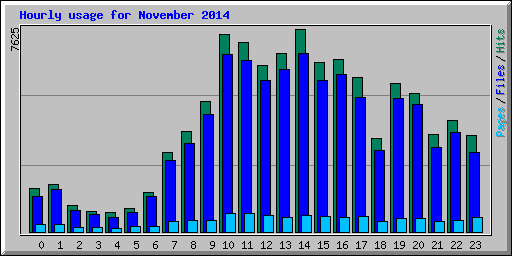 Hourly usage for November 2014
7625
Pages/Files/Hits
0 1 2 3 4 5 6 7 8 9 10 11 12 13 14 15 16 17 18 19 20 21 22 23